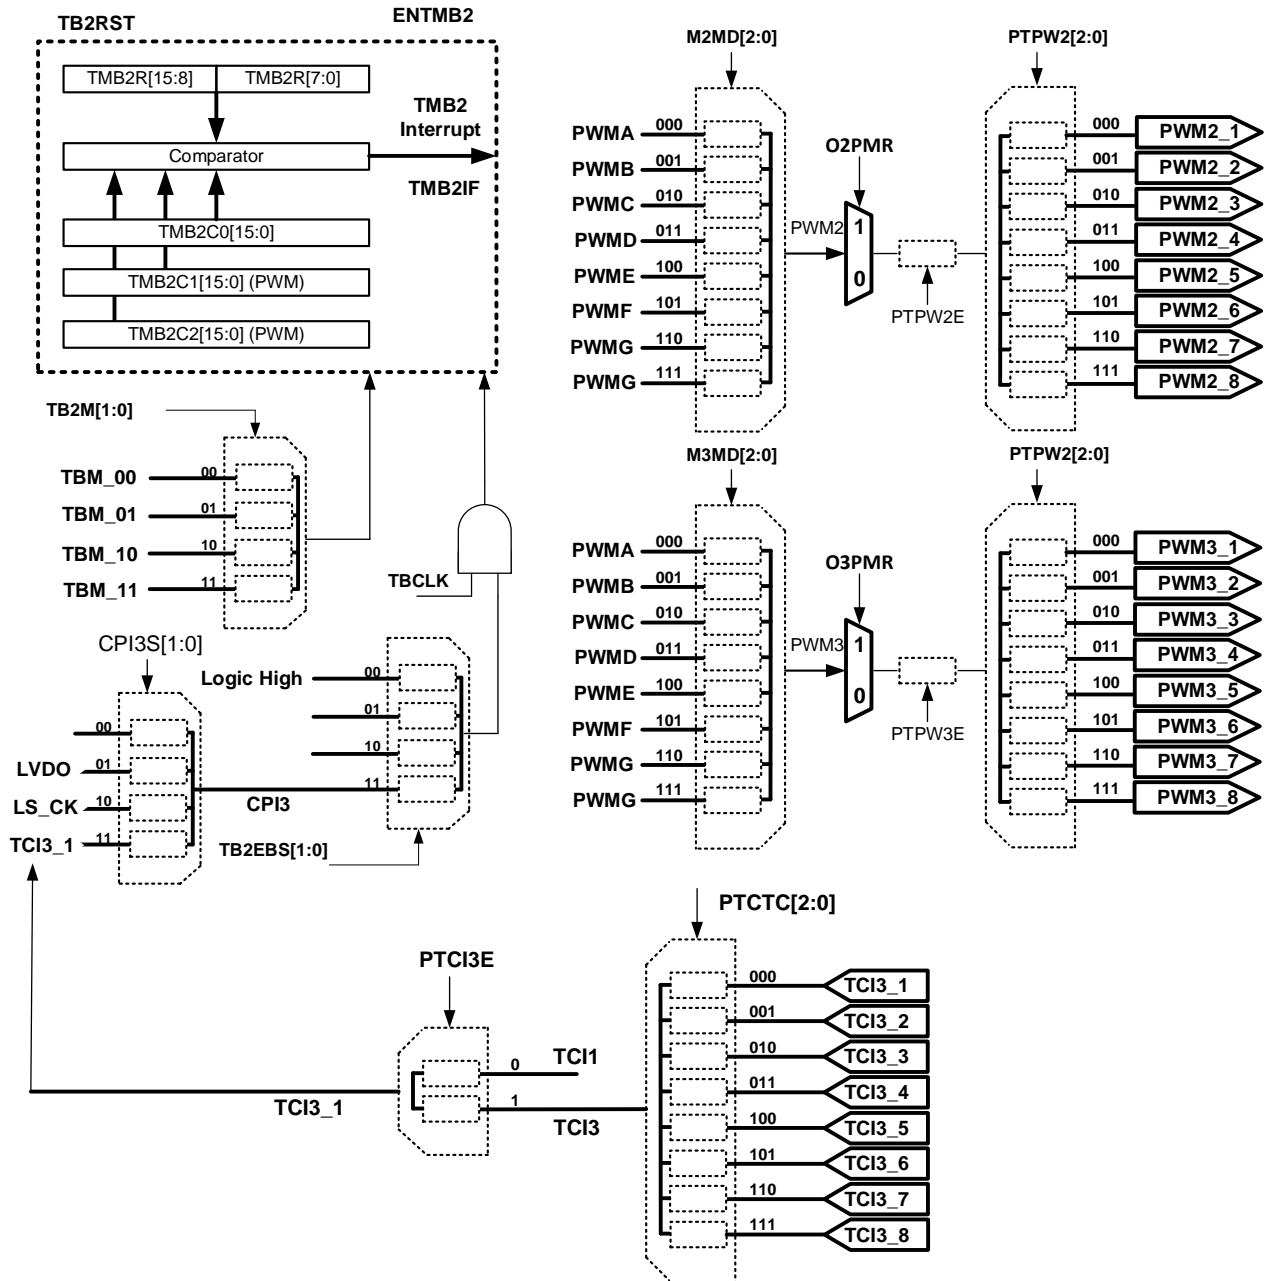 TB2RST
ENTMB2
TMB2R[15:8]
TMB2R[7:0]
TMB2
Interrupt
Comparator
TMB2IF
TMB2C0[15:0]
TMB2C1[15:0] (PWM)
TMB2C2[15:0] (PWM)
TB2M[1:0]
TBM_00
00
TBM_01
01
TBM_10
10
TBM_11
11
TBCLK
CPI3S[1:0]
Logic High
00
01
10
11
00
LVDO
01
LS_CK
10
TCI3_1
11
CPI3
TB2EBS[1:0]
M2MD[2:0]
PWMA
000
PWMB
001
PWMC
010
PWMD
011
PWME
100
PWMF
101
PWMG
110
PWMG
111
O2PMR
PWM2
1
0
PTPW2E
PTPW2[2:0]
000
PWM2_1
001
PWM2_2
010
PWM2_3
011
PWM2_4
100
PWM2_5
101
PWM2_6
110
PWM2_7
111
PWM2_8
M3MD[2:0]
PWMA
000
PWMB
001
PWMC
010
PWMD
011
PWME
100
PWMF
101
PWMG
110
PWMG
111
O3PMR
PWM3
1
0
PTPW3E
PTPW2[2:0]
000
PWM3_1
001
PWM3_2
010
PWM3_3
011
PWM3_4
100
PWM3_5
101
PWM3_6
110
PWM3_7
111
PWM3_8
PTCTC[2:0]
PTCI3E
0
TCI1
1
TCI3
TCI3_1
000
TCI3_1
001
TCI3_2
010
TCI3_3
011
TCI3_4
100
TCI3_5
101
TCI3_6
110
TCI3_7
111
TCI3_8